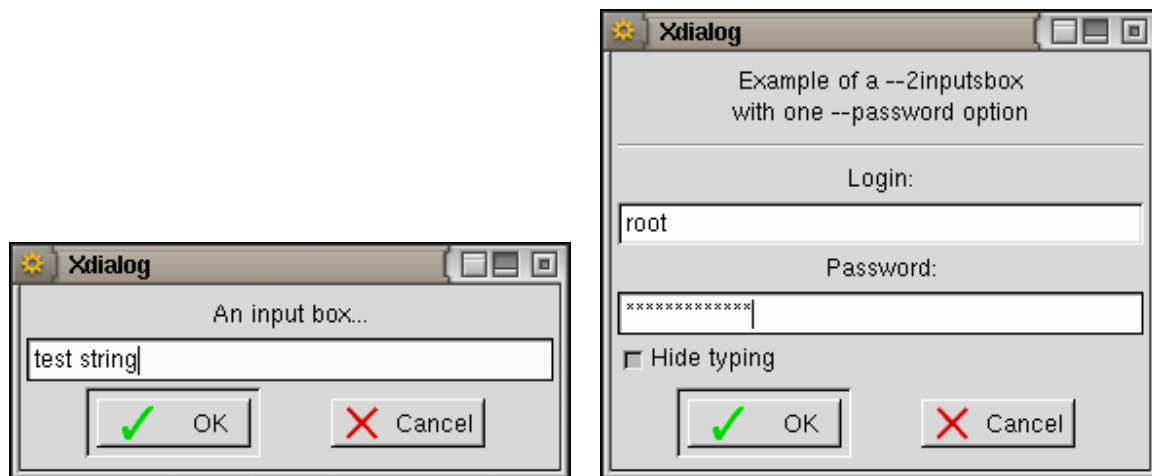 Xdialog
An input box...
test string
OK
Cancel
Xdialog
Example of a --2inputsbox
with one --password option
Login:
root
Password:
*************
Hide typing
OK
Cancel